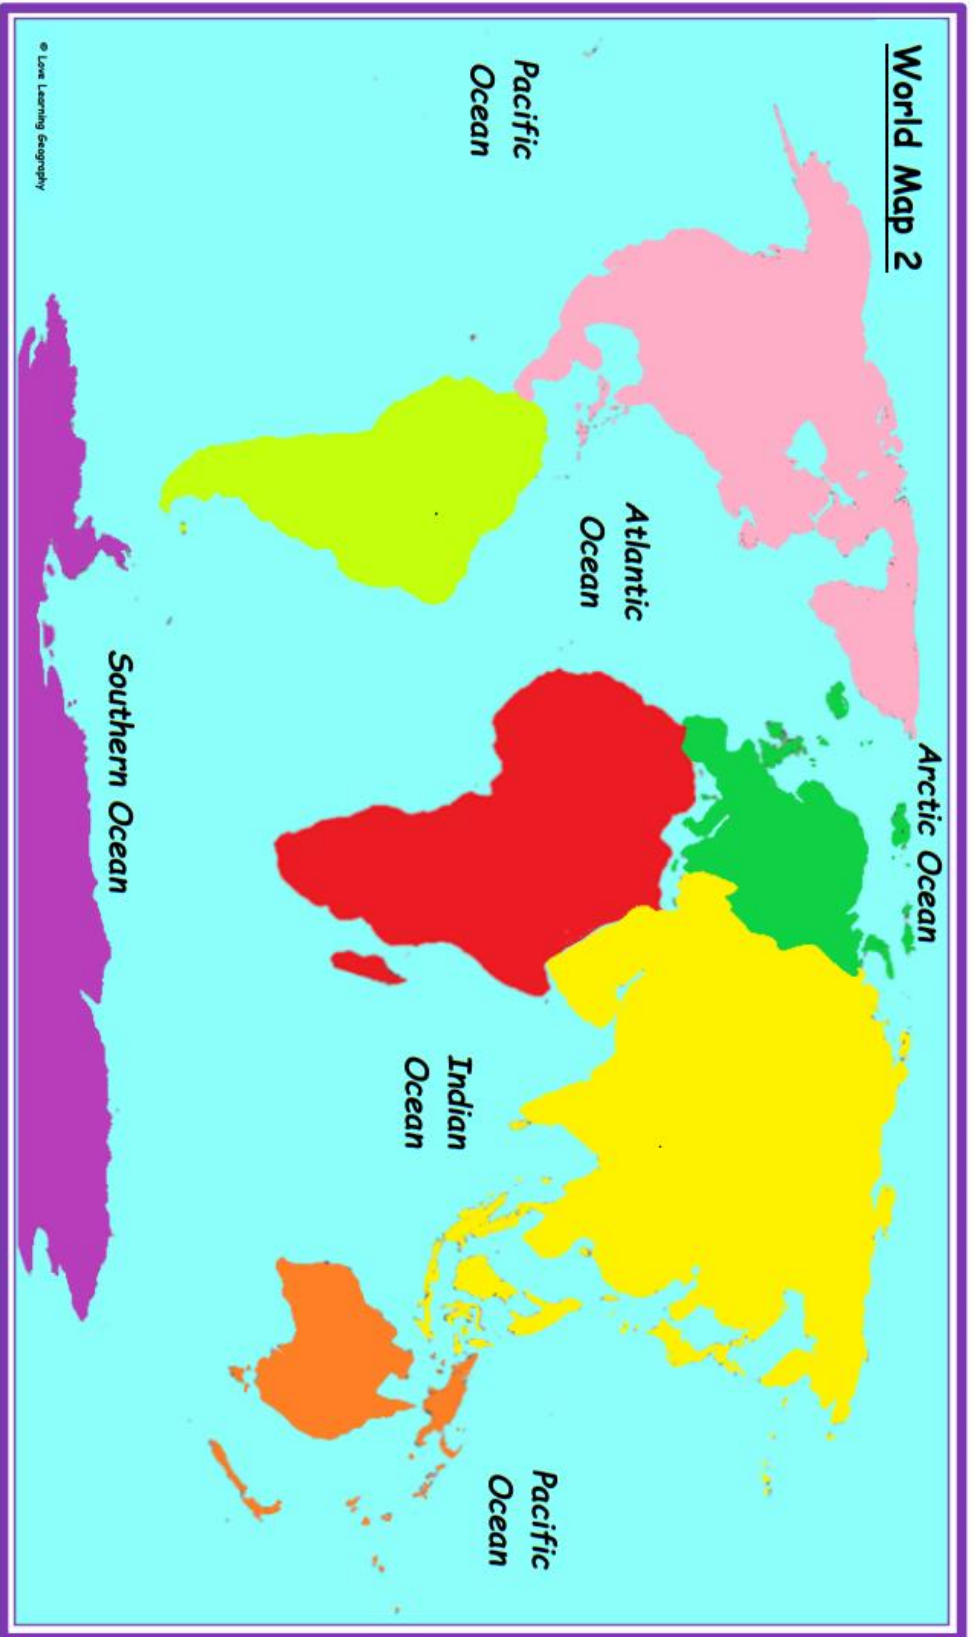 World Map 2
Arctic Ocean
Pacific
Ocean
Atlantic
Ocean
Indian
Ocean
Pacific
Ocean
Southern Ocean
© Love Learning Geography